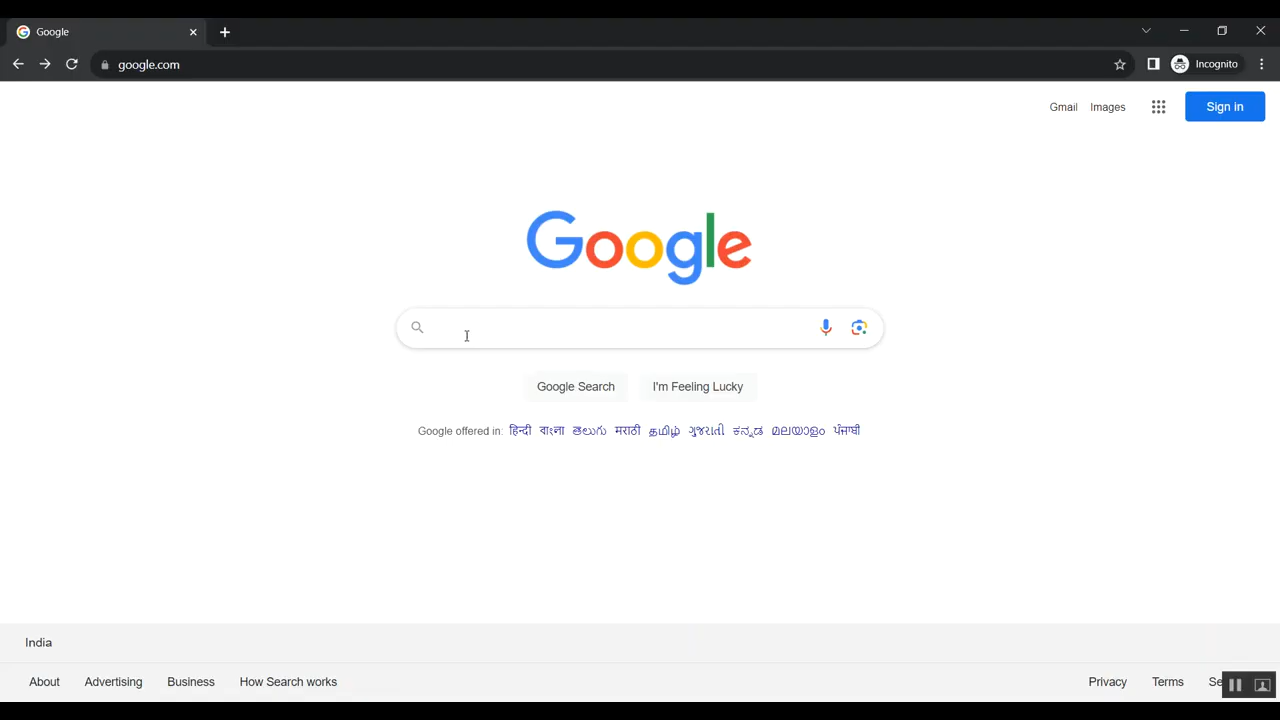 Google
google.com
Incognito
Gmail Images Sign in
Google
Google Search I'm Feeling Lucky
Google offered in: हिन्दी বাংলা తెలుగు मराठी தமிழ் ગુજરાતી ಕನ್ನಡ മലയാളം ਪੰਜਾਬੀ
India
About Advertising Business How Search works Privacy Terms